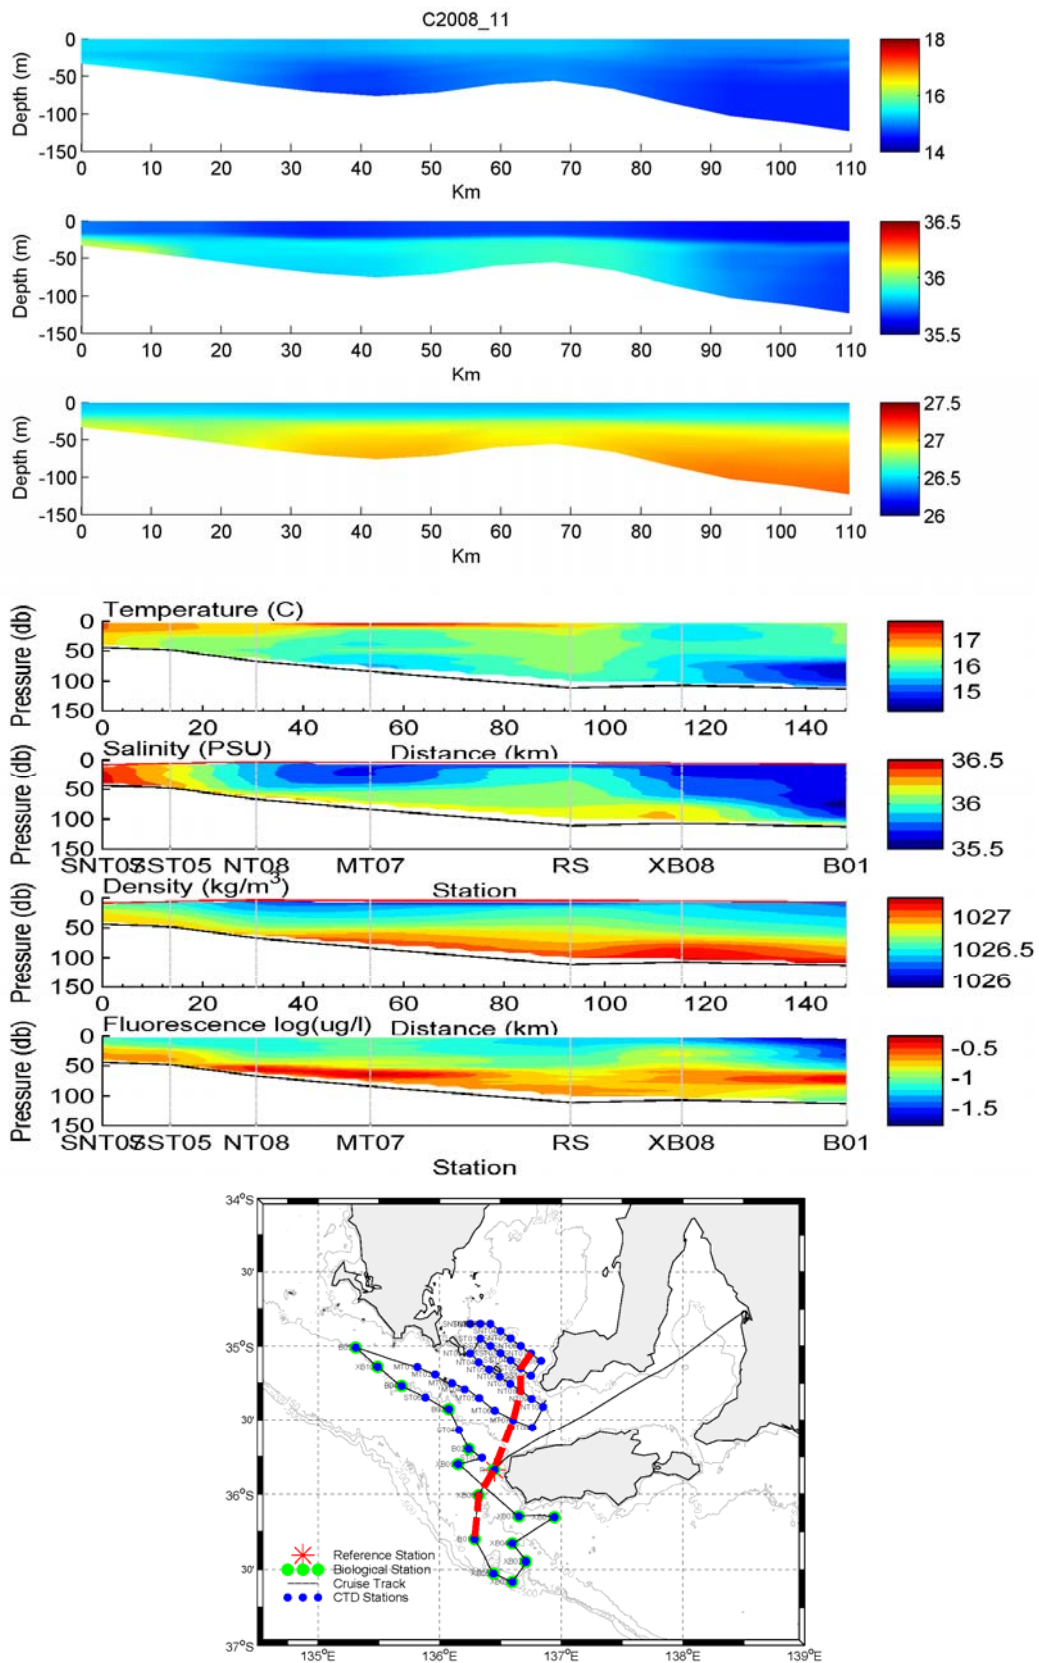 C2008_11
0
-50
-100
-150
Depth (m)
0 10 20 30 40 50 60 70 80 90 100 110
Km
18
16
14
0
-50
-100
-150
Depth (m)
0 10 20 30 40 50 60 70 80 90 100 110
Km
36.5
36
35.5
0
-50
-100
-150
Depth (m)
0 10 20 30 40 50 60 70 80 90 100 110
Km
27.5
27
26.5
26
Temperature (C)
Pressure (db)
0
50
100
150
0 20 40 60 80 100 120 140
Distance (km)
17
16
15
Salinity (PSU)
Pressure (db)
0
50
100
150
SST05 NT08 MT07 RS XB08 B01
Station
36.5
36
35.5
Density (kg/m3)
Pressure (db)
0
50
100
150
0 20 40 60 80 100 120 140
Distance (km)
1027
1026.5
1026
Fluorescence log(ug/l)
Pressure (db)
0
50
100
150
SST05 NT08 MT07 RS XB08 B01
Station
-0.5
-1
-1.5
34°S
30'
35°S
30'
36°S
30'
37°S
135°E 136°E 137°E 138°E 139°E
Reference Station
Biological Station
Cruise Track
CTD Stations